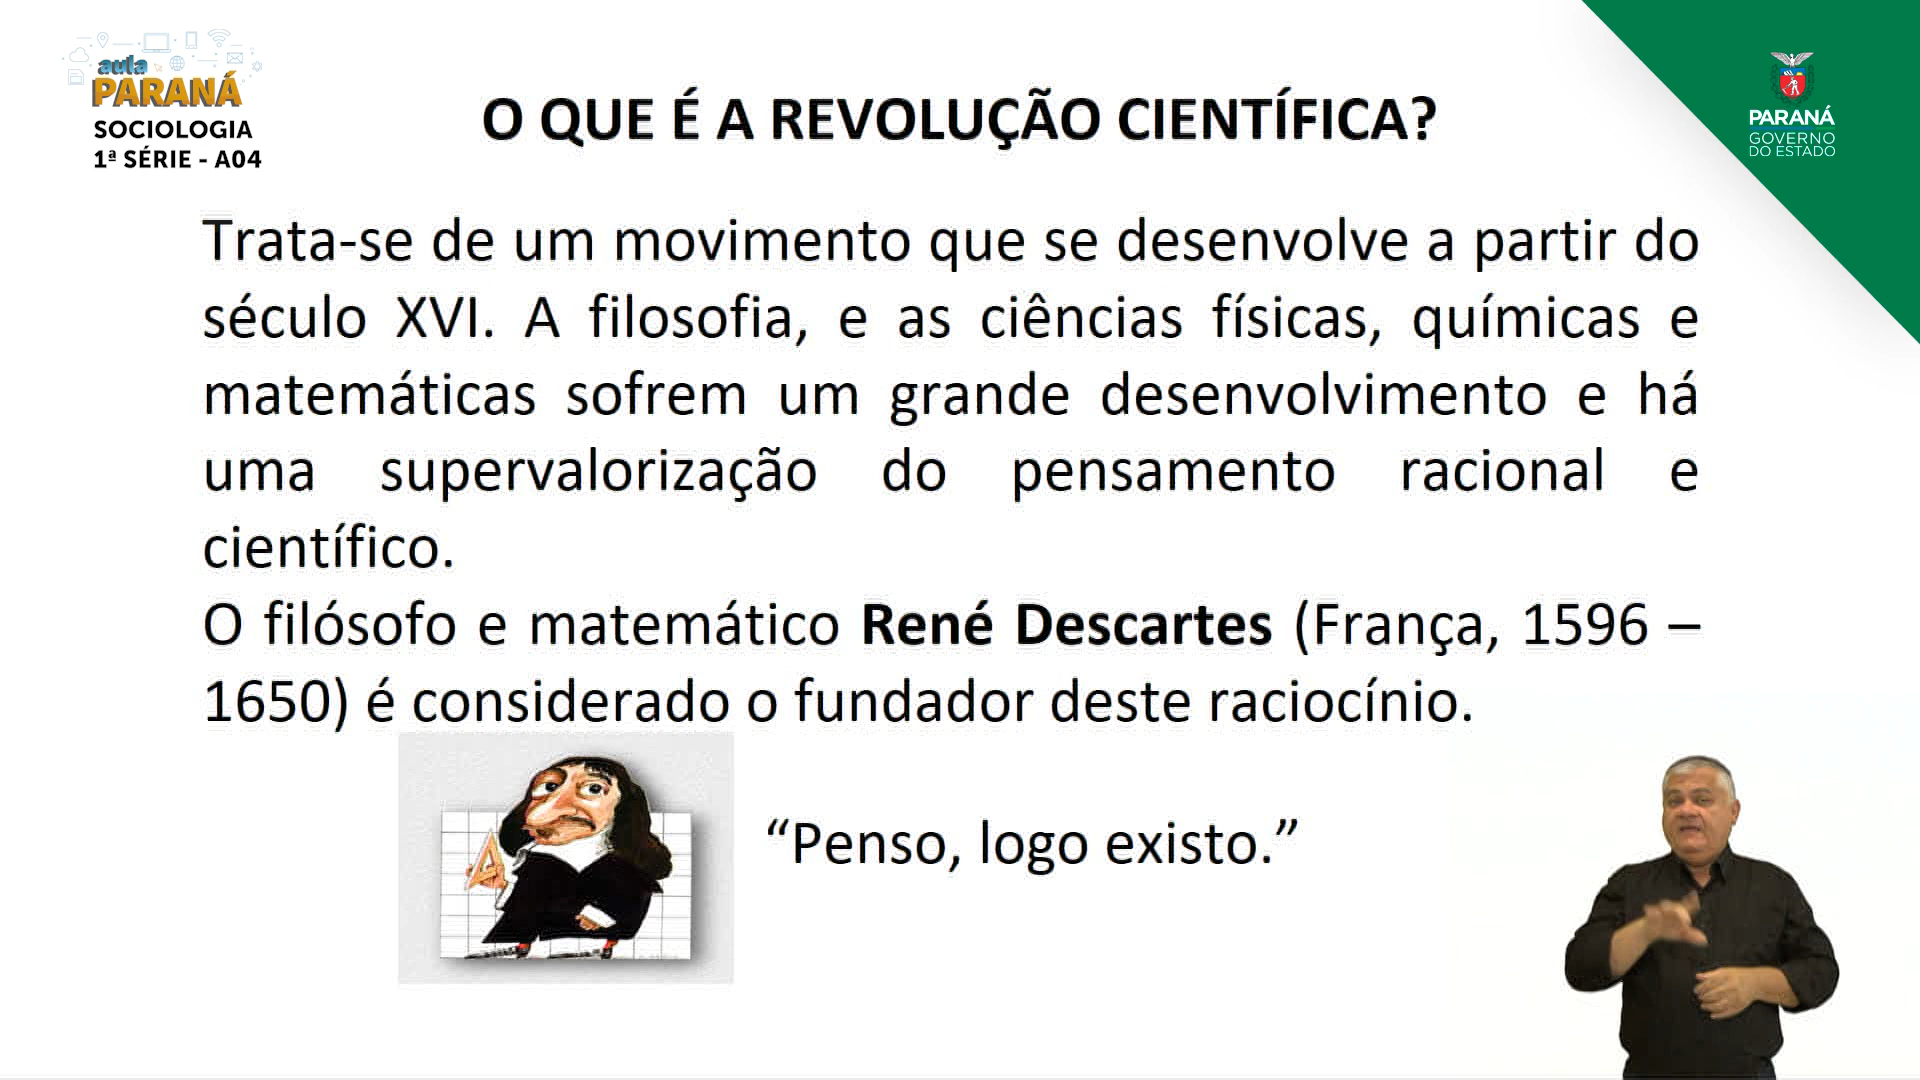 aula
PARANÁ
SOCIOLOGIA
1ª SÉRIE - A04
PARANÁ
GOVERNO
DO ESTADO
O QUE É A REVOLUÇÃO CIENTÍFICA?
Trata-se de um movimento que se desenvolve a partir do
século XVI. A filosofia, e as ciências físicas, químicas e
matemáticas sofrem um grande desenvolvimento e há
uma supervalorização do pensamento racional e
científico.
O filósofo e matemático René Descartes (França, 1596 –
1650) é considerado o fundador deste raciocínio.
“Penso, logo existo.”